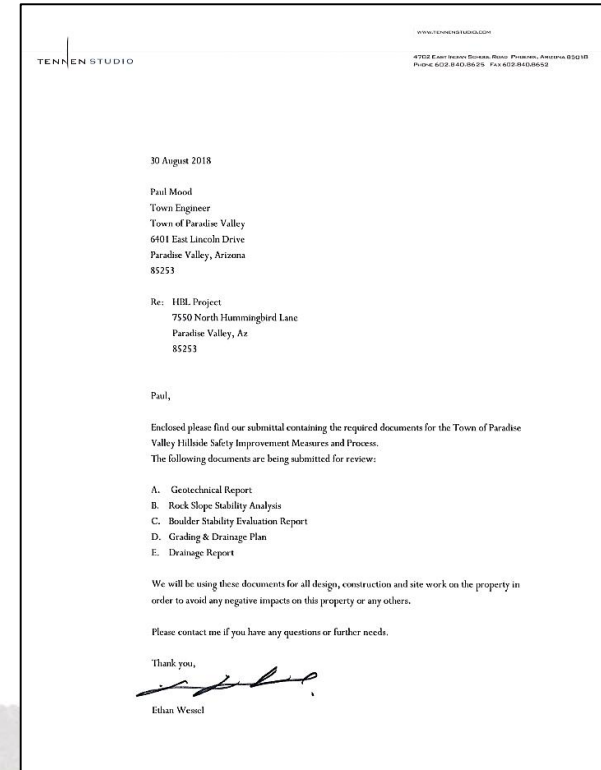 WWW.TENNENSTUDIO.COM
TENNEN STUDIO
4702 EAST INDIAN SCHOOL ROAD PHOENIX, ARIZONA 85018
PHONE 602.840.8625 FAX 602.840.8652
30 August 2018
Paul Mood
Town Engineer
Town of Paradise Valley
6401 East Lincoln Drive
Paradise Valley, Arizona
85253
Re: HBL Project
7550 North Hummingbird Lane
Paradise Valley, Az
85253
Paul,
Enclosed please find our submittal containing the required documents for the Town of Paradise
Valley Hillside Safety Improvement Measures and Process.
The following documents are being submitted for review:
A. Geotechnical Report
B. Rock Slope Stability Analysis
C. Boulder Stability Evaluation Report
D. Grading & Drainage Plan
E. Drainage Report
We will be using these documents for all design, construction and site work on the property in
order to avoid any negative impacts on this property or any others.
Please contact me if you have any questions or further needs.
Thank you,
Ethan Wessel